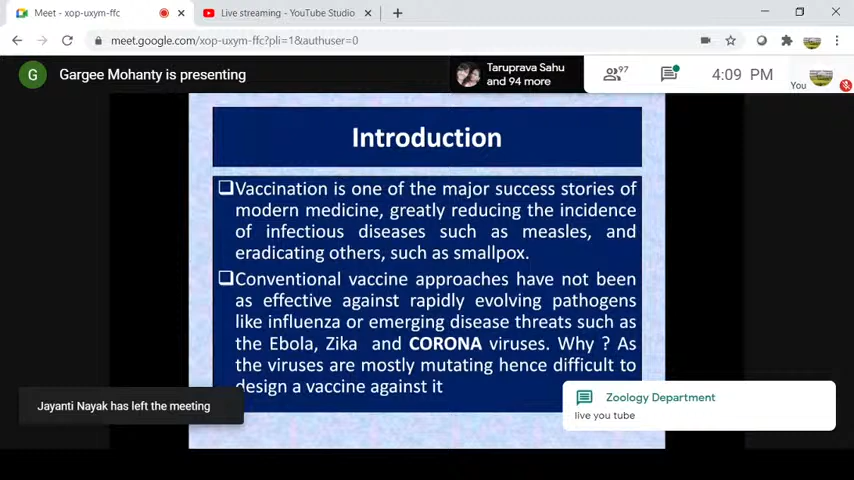 Meet - xop-uxym-ffc
Live streaming - YouTube Studio
meet.google.com/xop-uxym-ffc?pli=1&authuser=0
G
Gargee Mohanty is presenting
Taruprava Sahu
and 94 more
97
4:09 PM
You
Introduction
Vaccination is one of the major success stories of
modern medicine, greatly reducing the incidence
of infectious diseases such as measles, and
eradicating others, such as smallpox.
Conventional vaccine approaches have not been
as effective against rapidly evolving pathogens
like influenza or emerging disease threats such as
the Ebola, Zika and CORONA viruses. Why ? As
the viruses are mostly mutating hence difficult to
design a vaccine against it
Jayanti Nayak has left the meeting
Zoology Department
live you tube